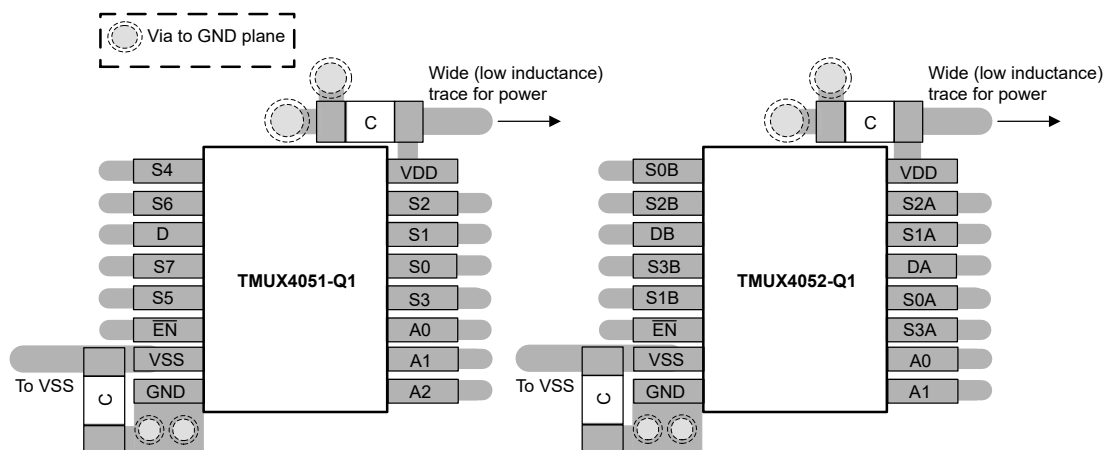 Via to GND plane
Wide (low inductance)
trace for power
C
S4
S6
D
S7
S5
EN
VSS
GND
To VSS
C
TMUX4051-Q1
VDD
S2
S1
S0
S3
A0
A1
A2
Wide (low inductance)
trace for power
C
S0B
S2B
DB
S3B
S1B
EN
VSS
GND
To VSS
C
TMUX4052-Q1
VDD
S2A
S1A
DA
S0A
S3A
A0
A1